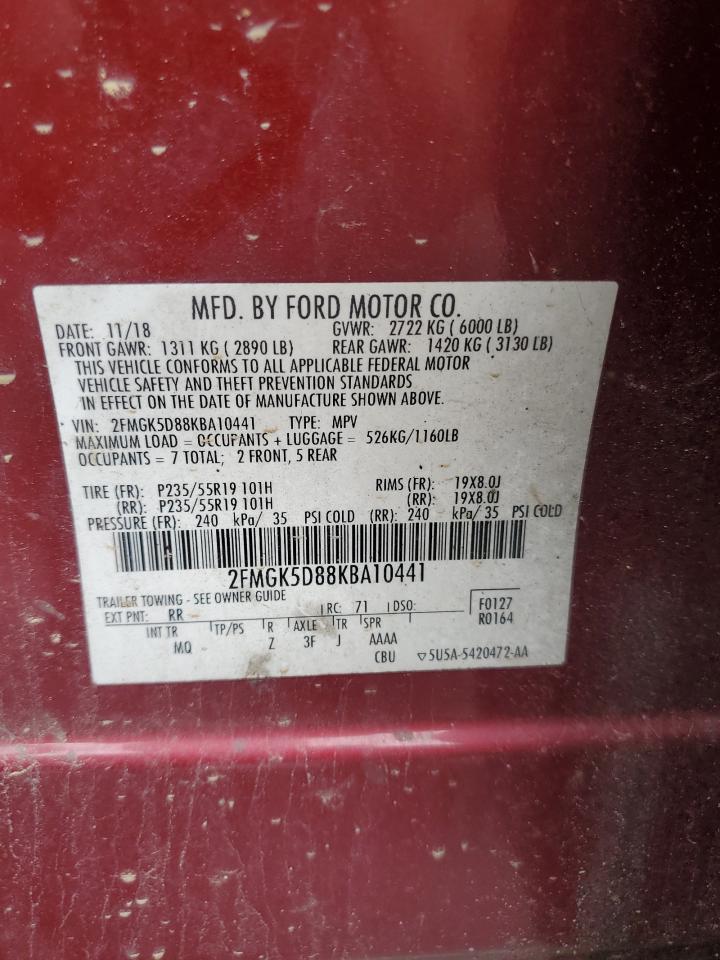 MFD. BY FORD MOTOR CO.
DATE: 11/18 GVWR: 2722 KG ( 6000 LB)
FRONT GAWR: 1311 KG ( 2890 LB) REAR GAWR: 1420 KG ( 3130 LB)
THIS VEHICLE CONFORMS TO ALL APPLICABLE FEDERAL MOTOR
VEHICLE SAFETY AND THEFT PREVENTION STANDARDS
IN EFFECT ON THE DATE OF MANUFACTURE SHOWN ABOVE.
VIN: 2FMGK5D88KBA10441 TYPE: MPV
MAXIMUM LOAD = OCCUPANTS + LUGGAGE = 526KG/1160LB
OCCUPANTS = 7 TOTAL; 2 FRONT, 5 REAR
TIRE (FR): P235/55R19 101H RIMS (FR): 19X8.0J
(RR): P235/55R19 101H (RR): 19X8.0J
PRESSURE (FR): 240 kPa/ 35 PSI COLD (RR): 240 kPa/ 35 PSI COLD
2FMGK5D88KBA10441
TRAILER TOWING - SEE OWNER GUIDE
EXT PNT: RR RC: 71 DSO: F0127
R0164
INT TR TP/PS R AXLE TR SPR
MQ Z 3F J AAAA
CBU ▽5U5A-5420472-AA